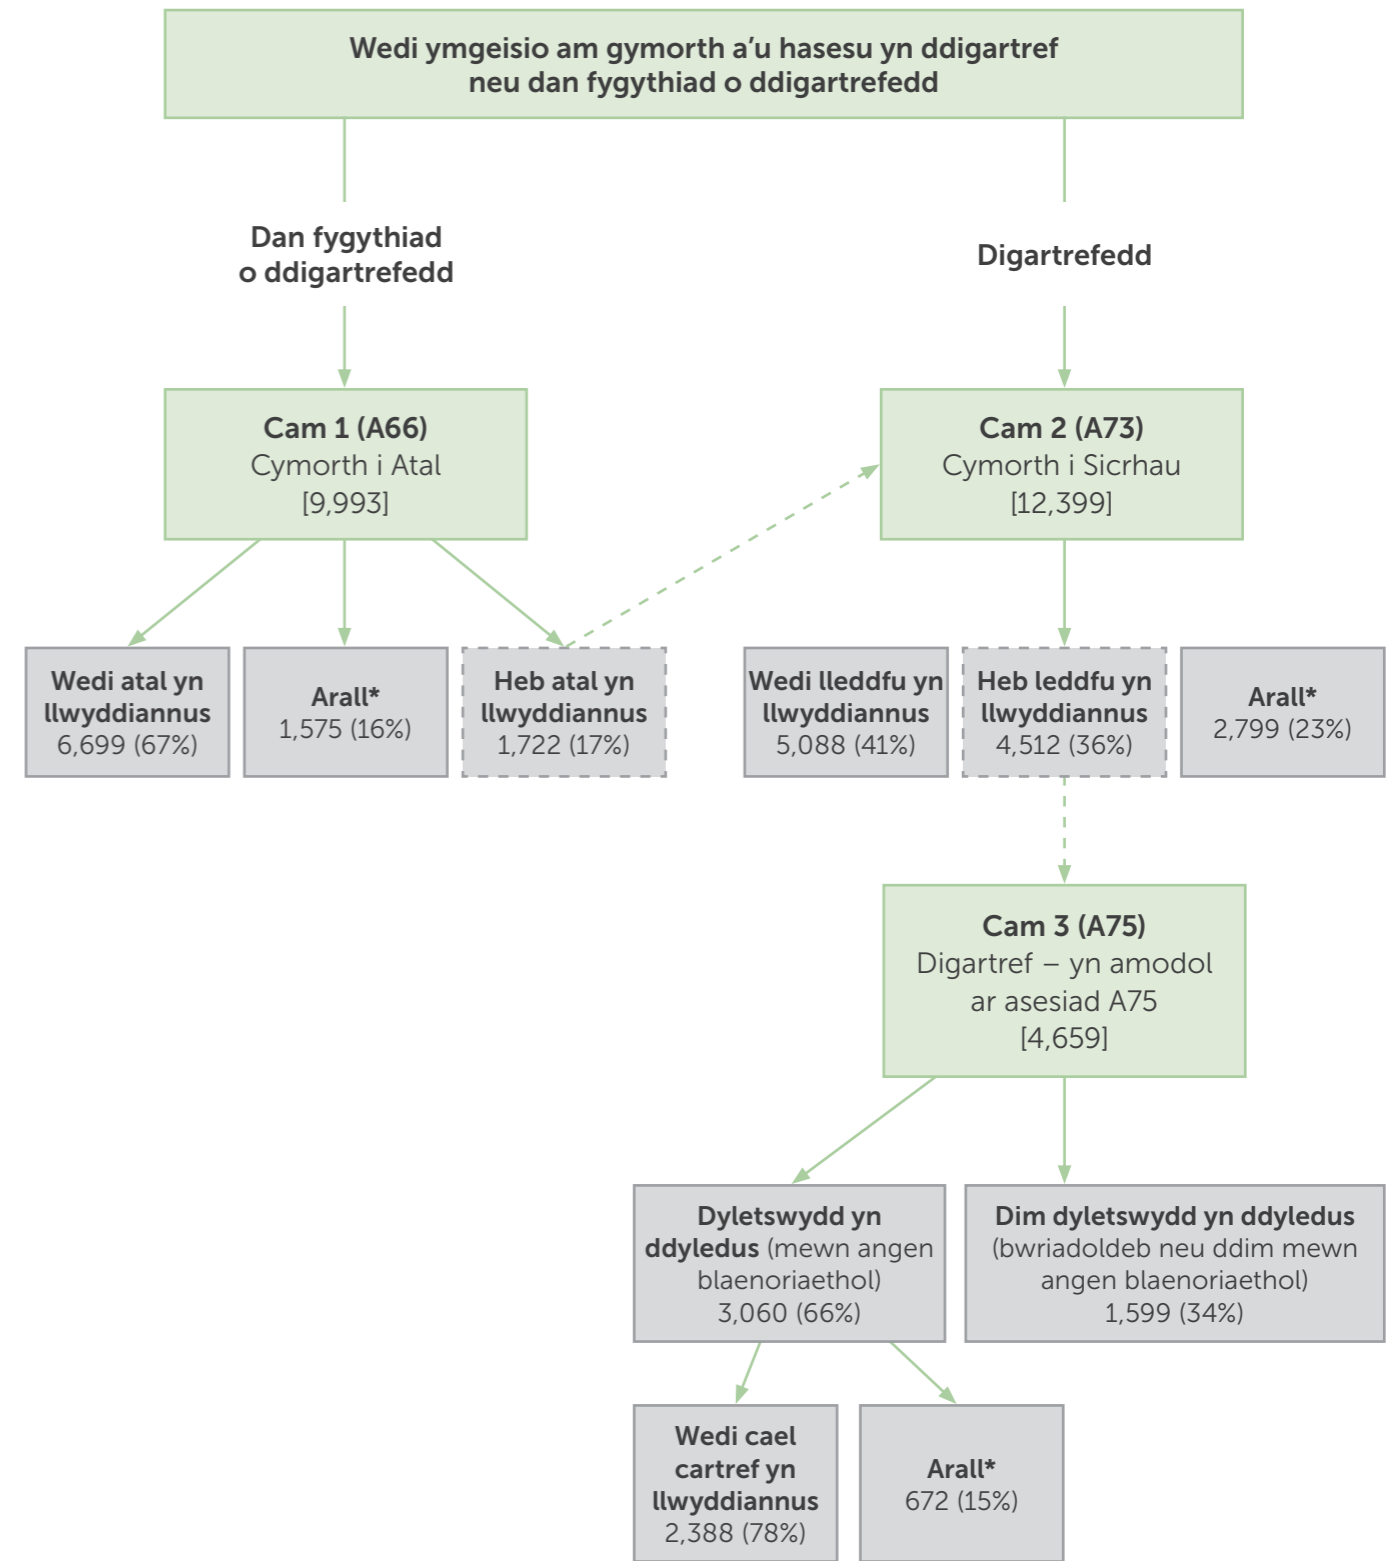 Wedi ymgeisio am gymorth a'u hasesu yn ddigartref
neu dan fygythiad o ddigartrefedd
Dan fygythiad
o ddigartrefedd
Digartrefedd
Cam 1 (A66)
Cymorth i Atal
[9,993]
Cam 2 (A73)
Cymorth i Sicrhau
[12,399]
Wedi atal yn
llwyddiannus
6,699 (67%)
Arall*
1,575 (16%)
Heb atal yn
llwyddiannus
1,722 (17%)
Wedi lleddfu yn
llwyddiannus
5,088 (41%)
Heb leddfu yn
llwyddiannus
4,512 (36%)
Arall*
2,799 (23%)
Cam 3 (A75)
Digartref – yn amodol
ar asesiad A75
[4,659]
Dyletswydd yn
ddyledus (mewn angen
blaenoriaethol)
3,060 (66%)
Dim dyletswydd yn ddyledus
(bwriadoldeb neu ddim mewn
angen blaenoriaethol)
1,599 (34%)
Wedi cael
cartref yn
llwyddiannus
2,388 (78%)
Arall*
672 (15%)